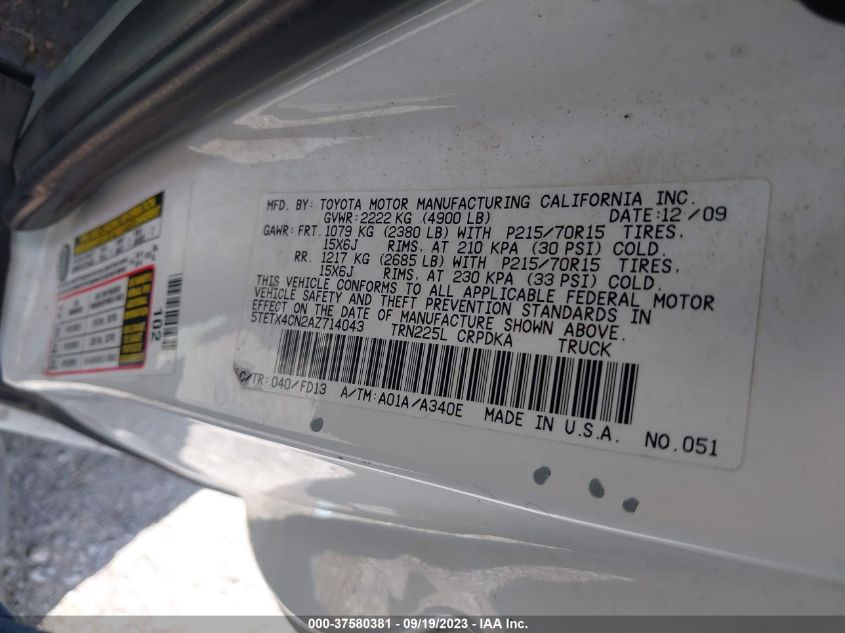 MFD. BY: TOYOTA MOTOR MANUFACTURING CALIFORNIA INC.
GVWR: 2222 KG (4900 LB) DATE: 12/09
GAWR: FRT. 1079 KG (2380 LB) WITH P215/70R15 TIRES,
15X6J RIMS, AT 210 KPA (30 PSI) COLD.
RR. 1217 KG (2685 LB) WITH P215/70R15 TIRES,
15X6J RIMS, AT 230 KPA (33 PSI) COLD.
THIS VEHICLE CONFORMS TO ALL APPLICABLE FEDERAL MOTOR
VEHICLE SAFETY AND THEFT PREVENTION STANDARDS IN
EFFECT ON THE DATE OF MANUFACTURE SHOWN ABOVE.
5TETX4CN2AZ714043 TRN225L CRPDKA TRUCK
C/TR: 040/FD13 A/TM: A01A/A340E MADE IN U.S.A. NO.051
102
000-37580381 - 09/19/2023 - IAA Inc.